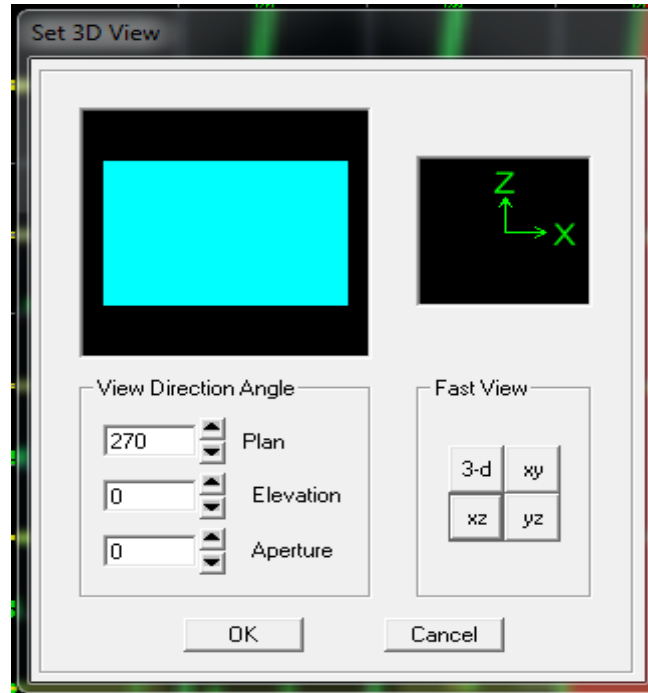 Set 3D View
Z
X
View Direction Angle
270 Plan
0 Elevation
0 Aperture
Fast View
3-d xy
xz yz
OK Cancel